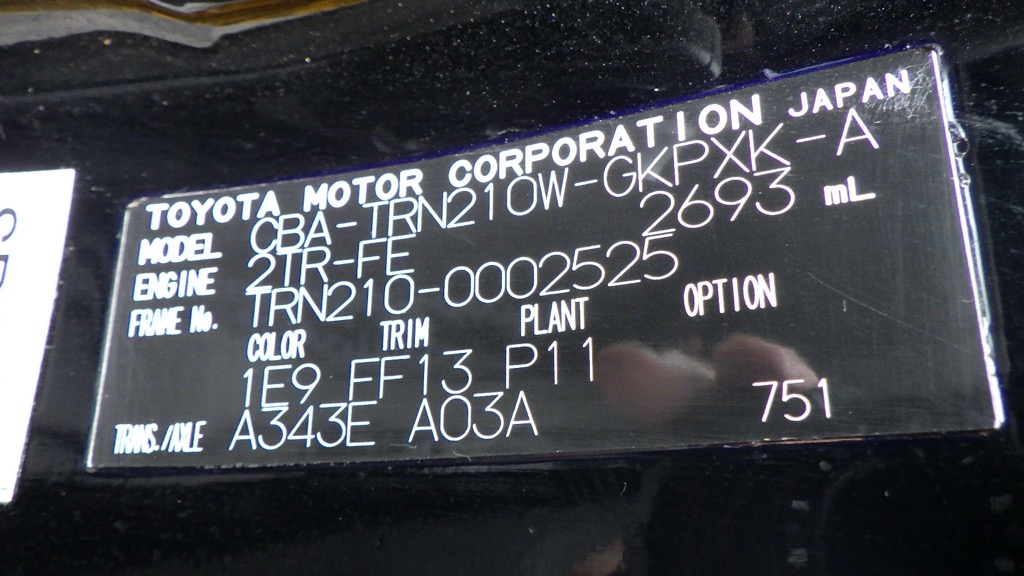 TOYOTA MOTOR CORPORATION JAPAN
MODEL CBA-TRN210W-GKPXK-A
ENGINE 2TR-FE 2693 mL
FRAME No. TRN210-0002525
COLOR TRIM PLANT OPTION
1E9 FF13 P11
TRANS./AXLE A343E A03A 751